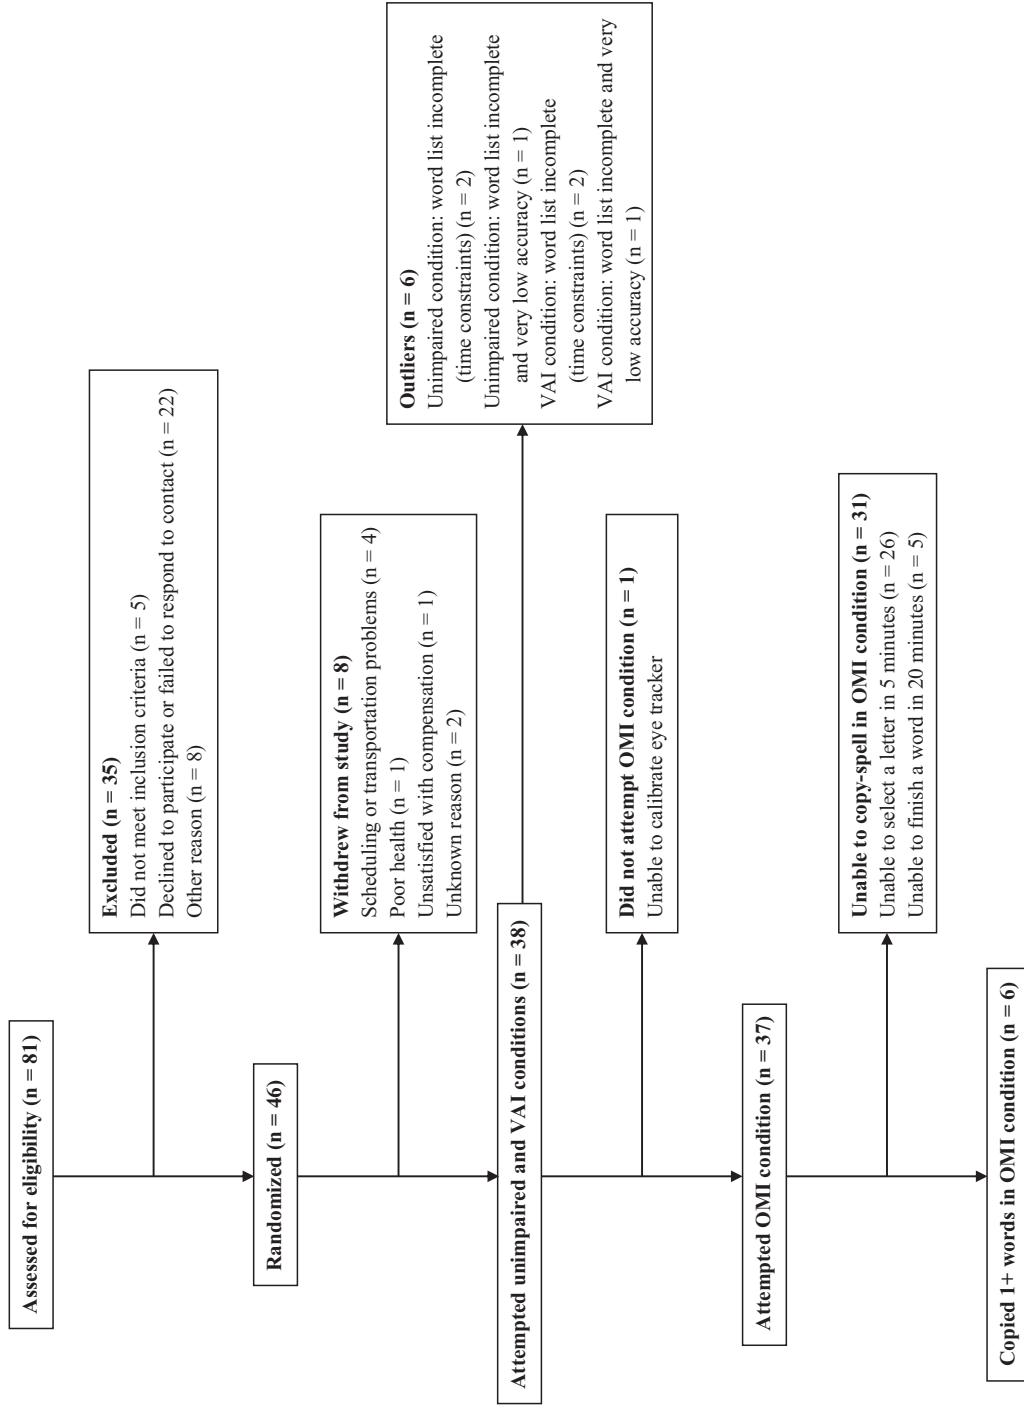 Assessed for eligibility (n = 81)
Excluded (n = 35)
Did not meet inclusion criteria (n = 5)
Declined to participate or failed to respond to contact (n = 22)
Other reason (n = 8)
Randomized (n = 46)
Withdrew from study (n = 8)
Scheduling or transportation problems (n = 4)
Poor health (n = 1)
Unsatisfied with compensation (n = 1)
Unknown reason (n = 2)
Attempted unimpaired and VAI conditions (n = 38)
Outliers (n = 6)
Unimpaired condition: word list incomplete
(time constraints) (n = 2)
Unimpaired condition: word list incomplete
and very low accuracy (n = 1)
VAI condition: word list incomplete
(time constraints) (n = 2)
VAI condition: word list incomplete and very
low accuracy (n = 1)
Did not attempt OMI condition (n = 1)
Unable to calibrate eye tracker
Attempted OMI condition (n = 37)
Unable to copy-spell in OMI condition (n = 31)
Unable to select a letter in 5 minutes (n = 26)
Unable to finish a word in 20 minutes (n = 5)
Copied 1+ words in OMI condition (n = 6)